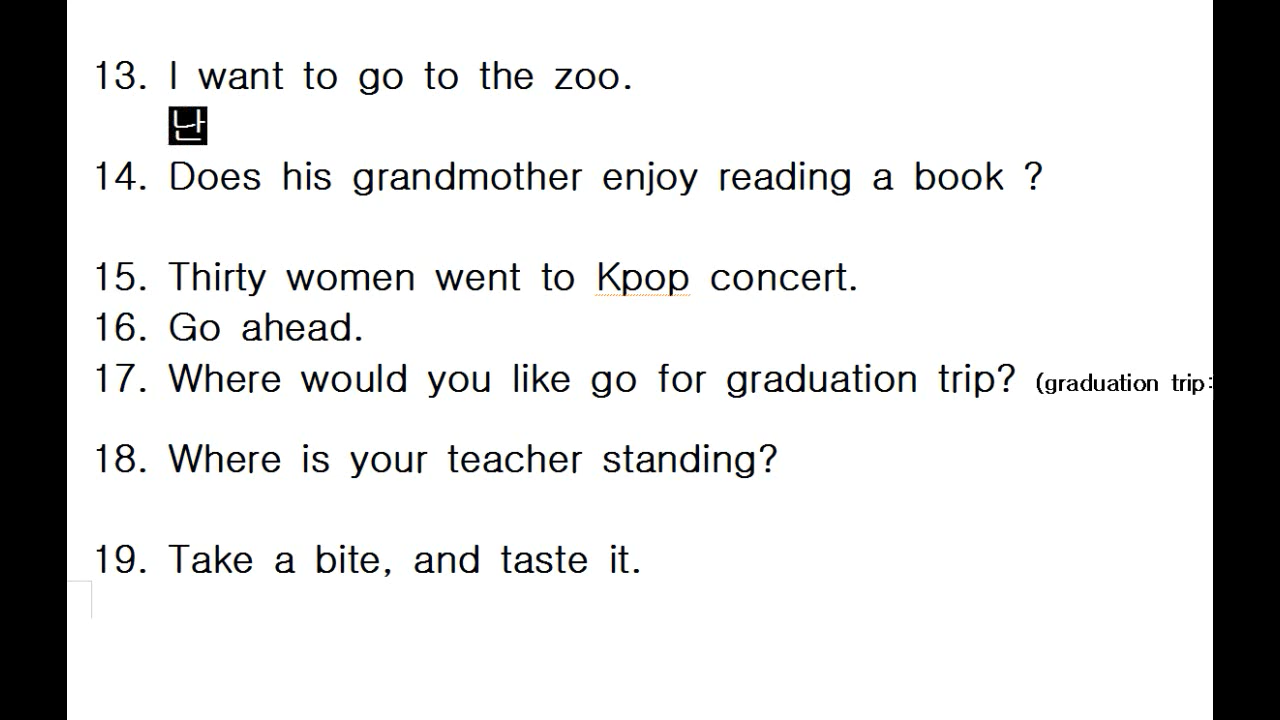 13. I want to go to the zoo.
난
14. Does his grandmother enjoy reading a book ?
15. Thirty women went to Kpop concert.
16. Go ahead.
17. Where would you like go for graduation trip? (graduation trip:
18. Where is your teacher standing?
19. Take a bite, and taste it.